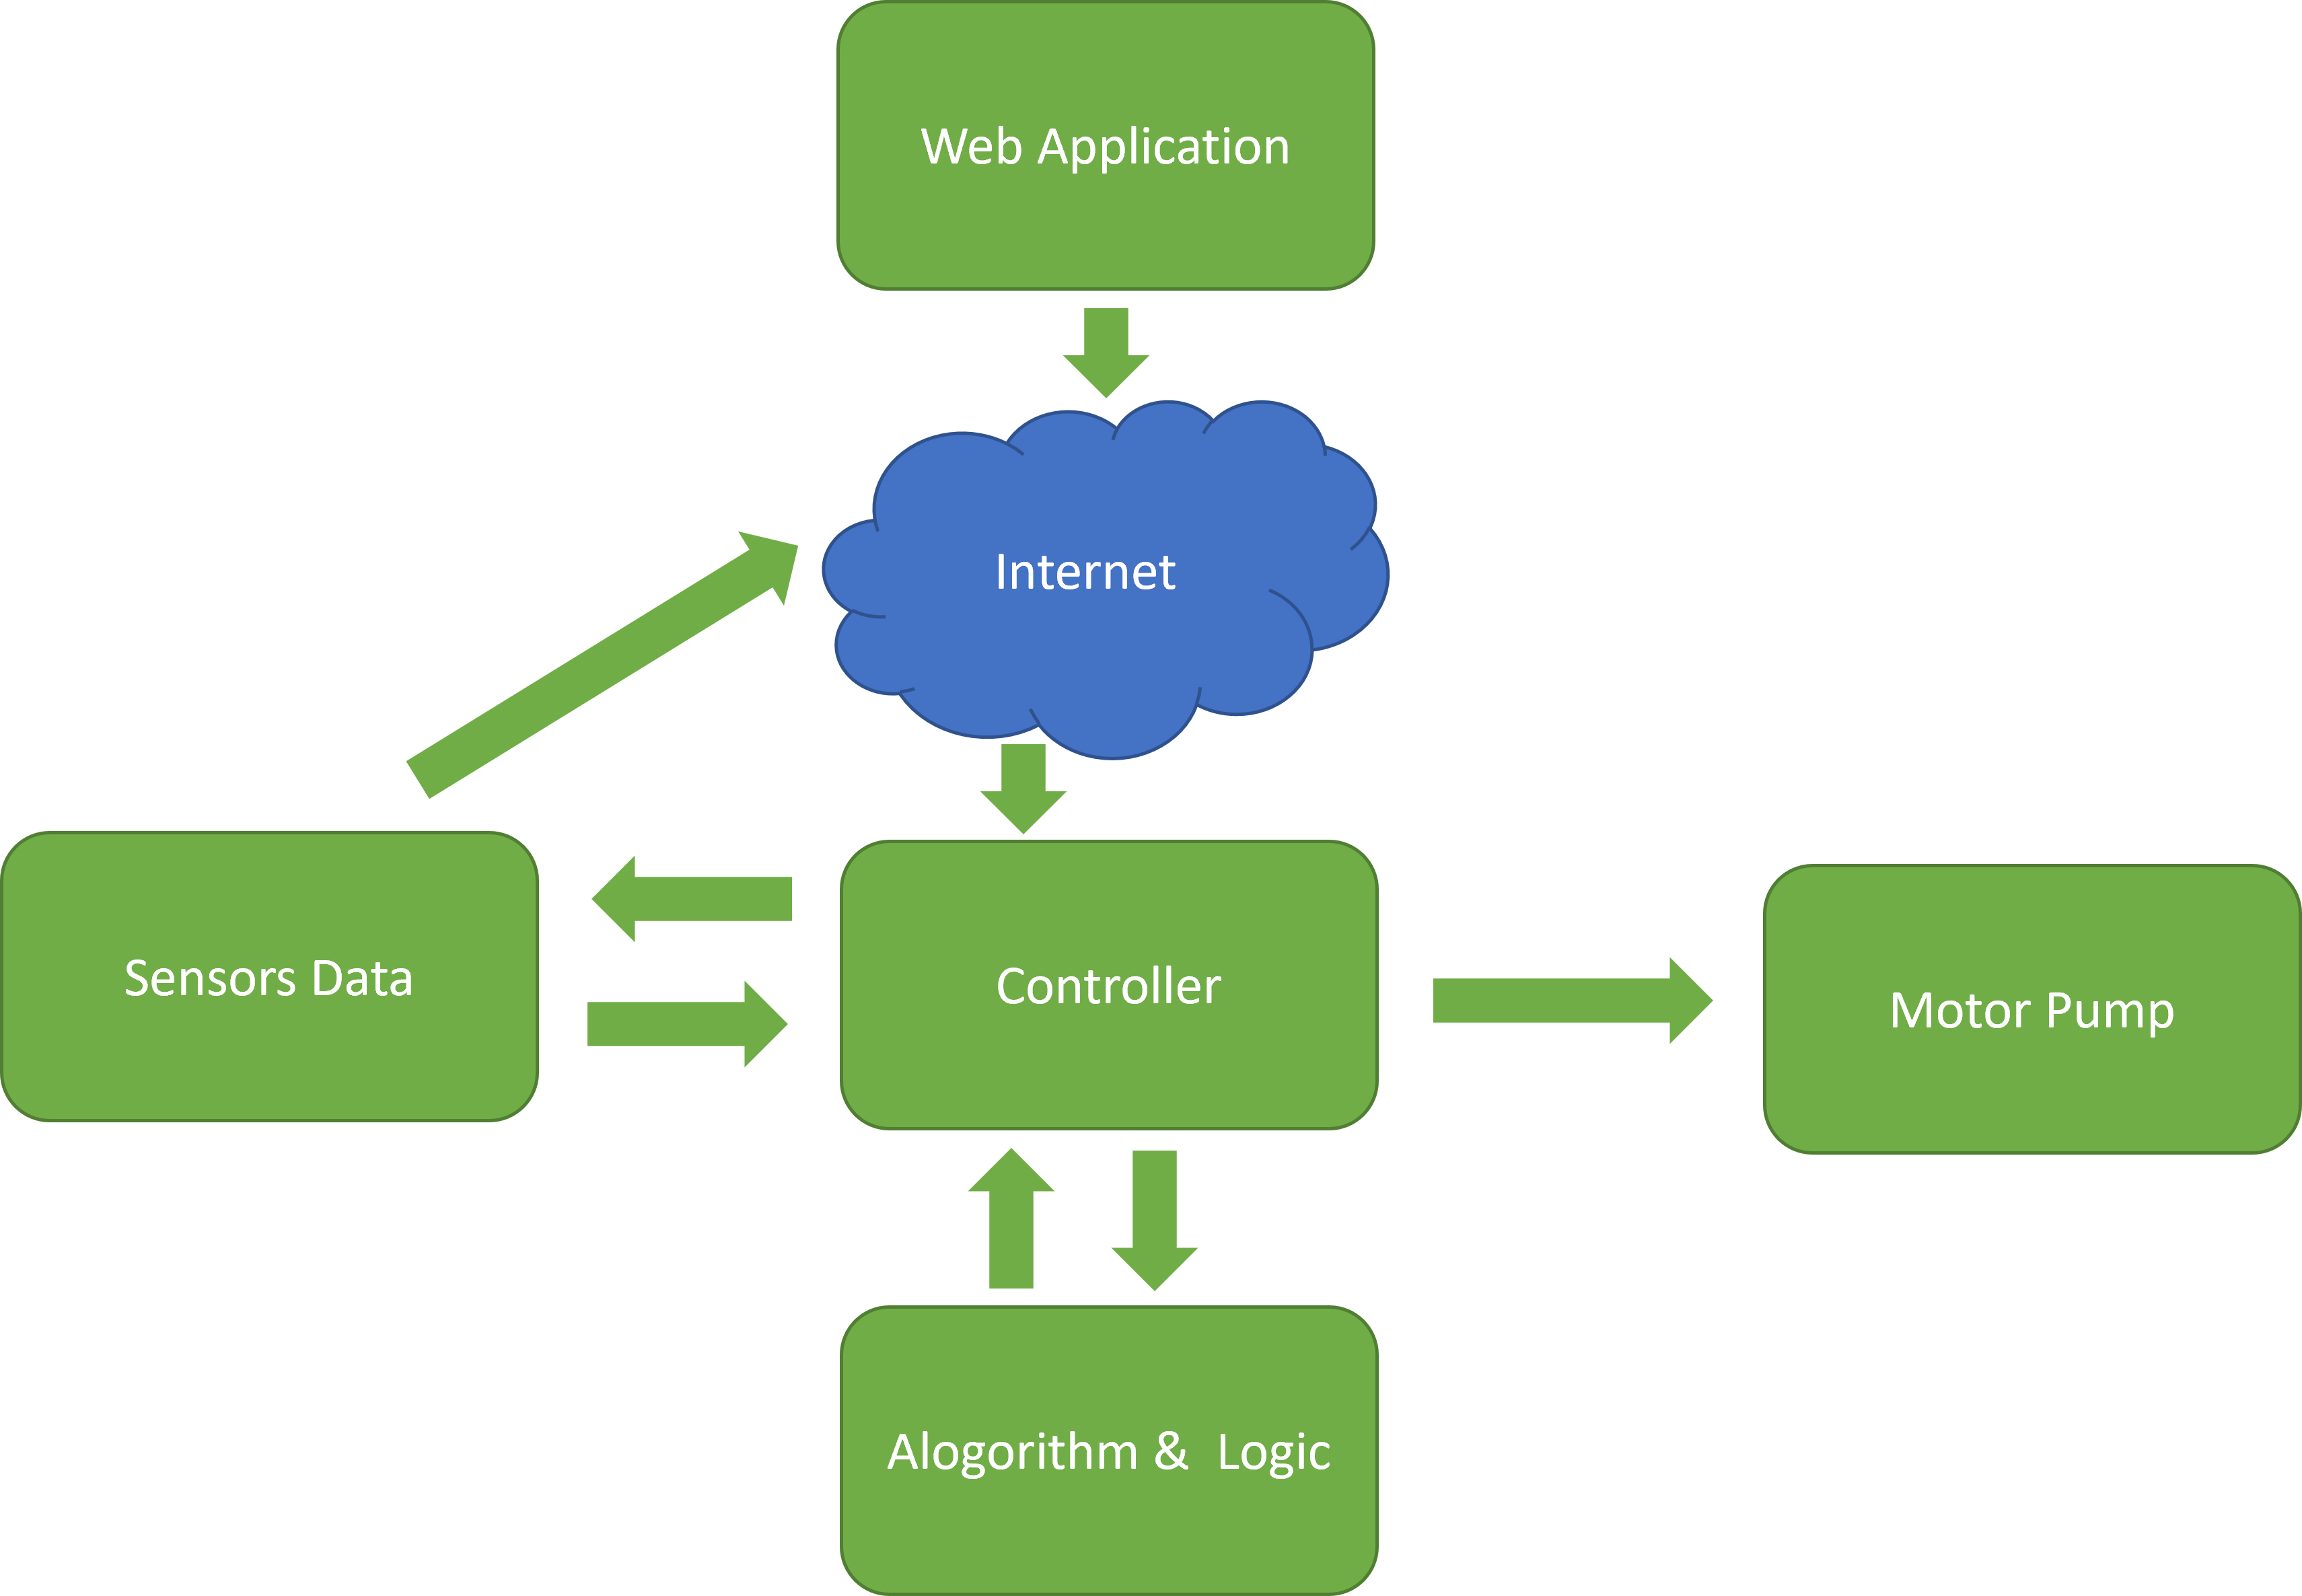 Web Application
Internet
Sensors Data
Controller
Motor Pump
Alogorithm & Logic